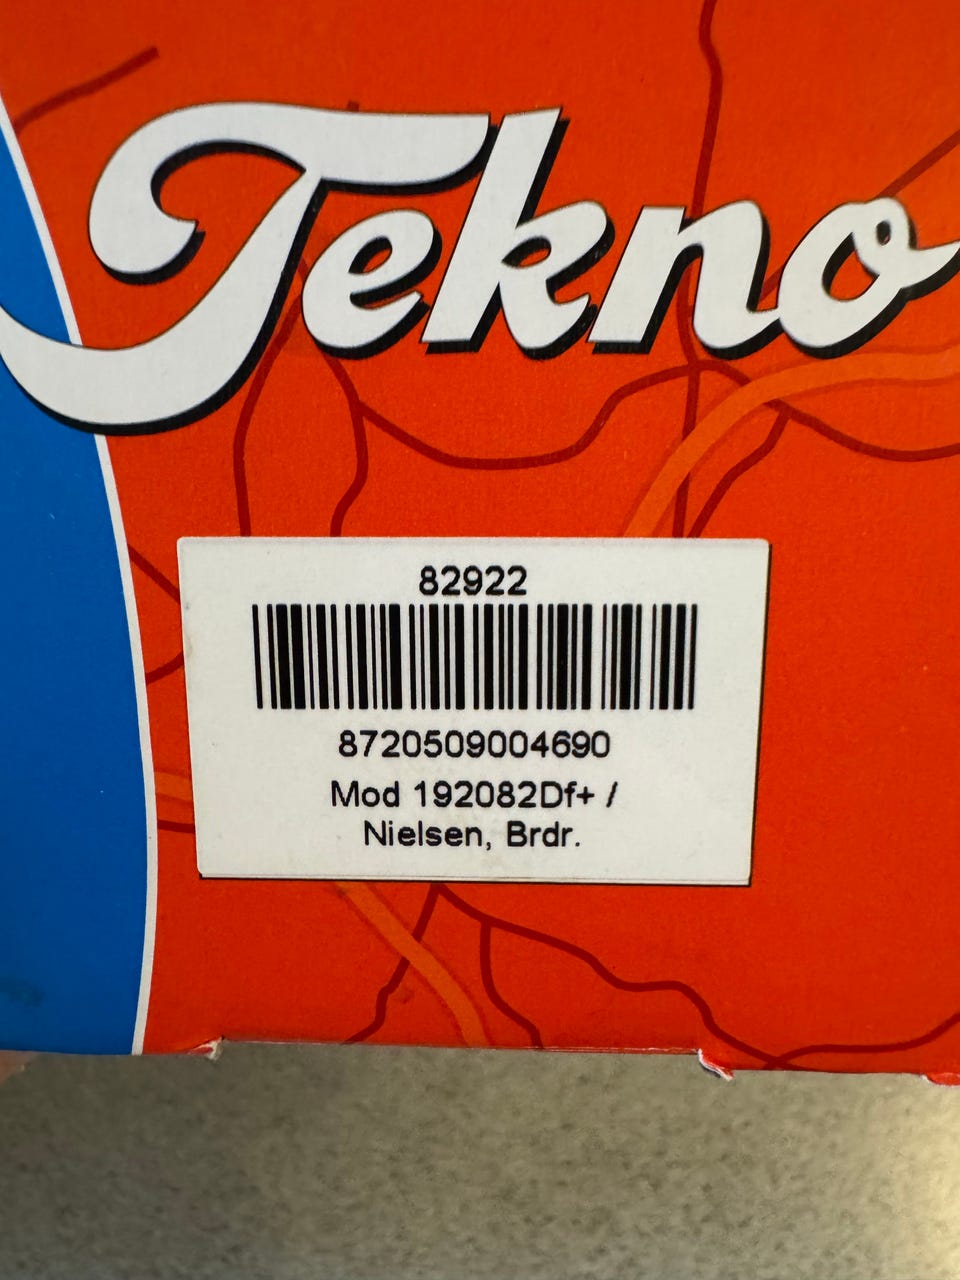 Tekno
82922
8720509004690
Mod 192082Df+ /
Nielsen, Brdr.